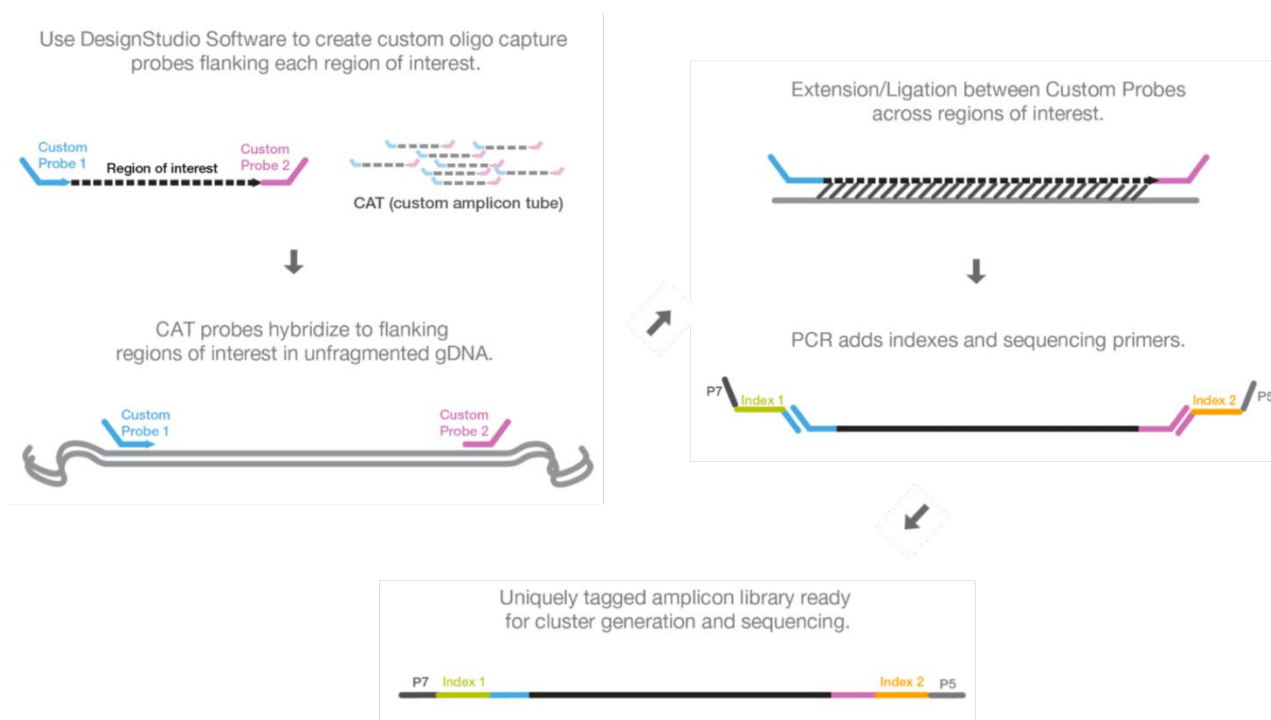 Use DesignStudio Software to create custom oligo capture
probes flanking each region of interest.
Custom
Probe 1
Region of interest
Custom
Probe 2
CAT (custom amplicon tube)
CAT probes hybridize to flanking
regions of interest in unfragmented gDNA.
Custom
Probe 1
Custom
Probe 2
Extension/Ligation between Custom Probes
across regions of interest.
PCR adds indexes and sequencing primers.
P7
Index 1
Index 2
P5
Uniquely tagged amplicon library ready
for cluster generation and sequencing.
P7
Index 1
Index 2
P5